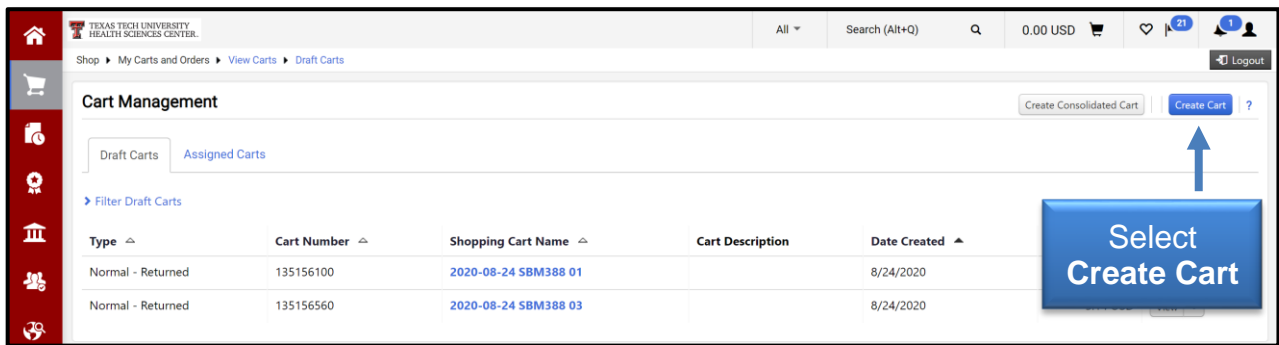 TEXAS TECH UNIVERSITY
HEALTH SCIENCES CENTER.
All
Search (Alt+Q)
0.00 USD
21
1
Shop My Carts and Orders View Carts Draft Carts
Logout
Cart Management
Create Consolidated Cart
Create Cart
?
Draft Carts
Assigned Carts
Filter Draft Carts
Type Cart Number Shopping Cart Name Cart Description Date Created
Normal - Returned 135156100 2020-08-24 SBM388 01 8/24/2020
Normal - Returned 135156560 2020-08-24 SBM388 03 8/24/2020
Select
Create Cart